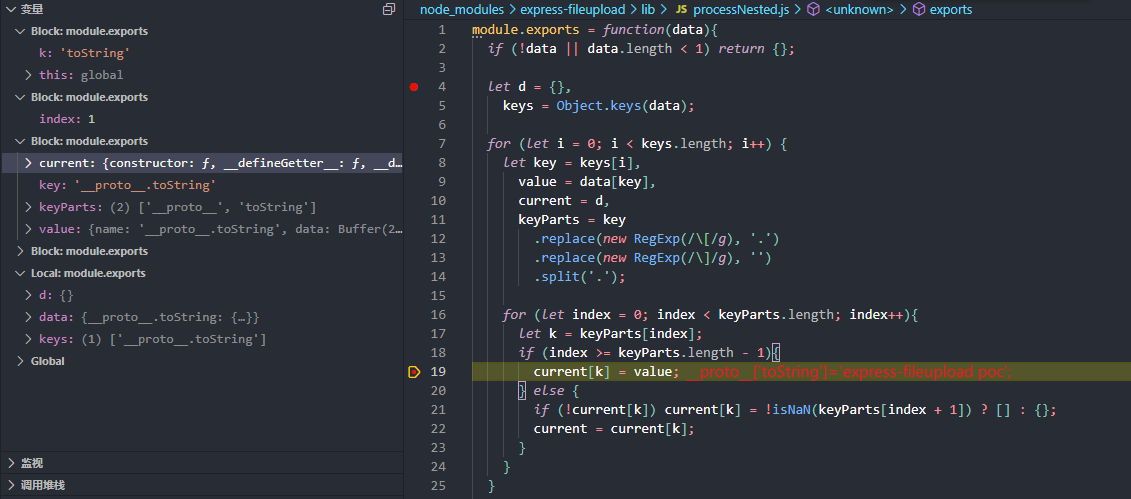 变量
Block: module.exports
k: 'toString'
this: global
Block: module.exports
index: 1
Block: module.exports
current: {constructor: ƒ, __defineGetter__: ƒ, __d…
key: '__proto__.toString'
keyParts: (2) ['__proto__', 'toString']
value: {name: '__proto__.toString', data: Buffer(2…
Block: module.exports
Local: module.exports
d: {}
data: {__proto__.toString: {…}}
keys: (1) ['__proto__.toString']
Global
监视
调用堆栈
node_modules > express-fileupload > lib > JS processNested.js > <unknown> > exports
1 module.exports = function(data){
2 if (!data || data.length < 1) return {};
3
4 let d = {},
5 keys = Object.keys(data);
6
7 for (let i = 0; i < keys.length; i++) {
8 let key = keys[i],
9 value = data[key],
10 current = d,
11 keyParts = key
12 .replace(new RegExp(/\[/g), '.')
13 .replace(new RegExp(/\]/g), '')
14 .split('.');
15
16 for (let index = 0; index < keyParts.length; index++){
17 let k = keyParts[index];
18 if (index >= keyParts.length - 1){
19 current[k] = value; __proto__["toString"]="express-fileupload poc";
20 } else {
21 if (!current[k]) current[k] = !isNaN(keyParts[index + 1]) ? [] : {};
22 current = current[k];
23 }
24 }
25 }